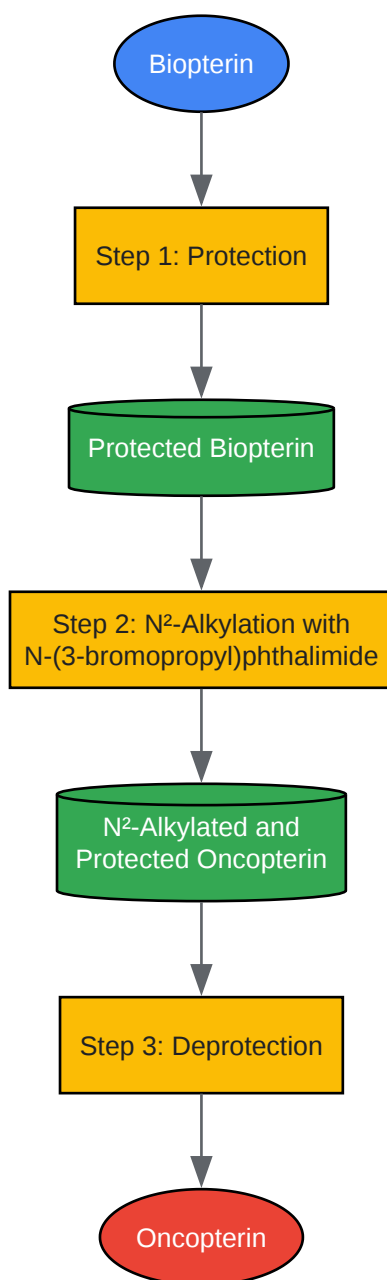 Biopterin
Step 1: Protection
Protected Biopterin
Step 2: N²-Alkylation with
N-(3-bromopropyl)phthalimide
N²-Alkylated and
Protected Oncopterin
Step 3: Deprotection
Oncopterin